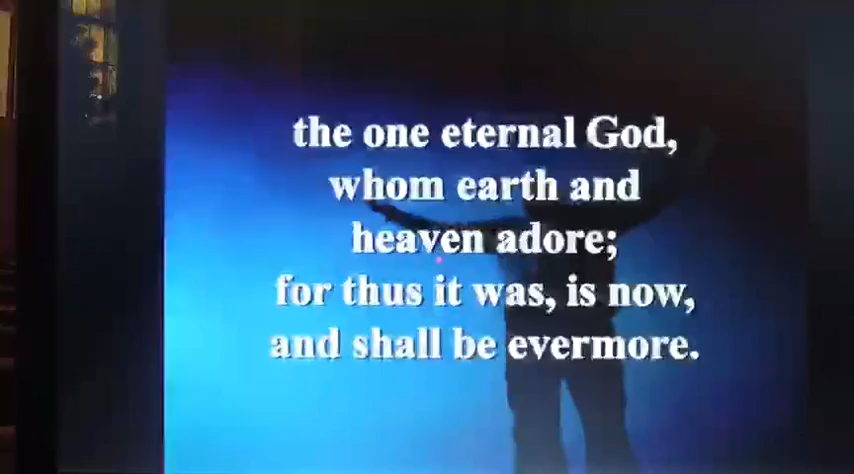 the one eternal God,
whom earth and
heaven adore;
for thus it was, is now,
and shall be evermore.